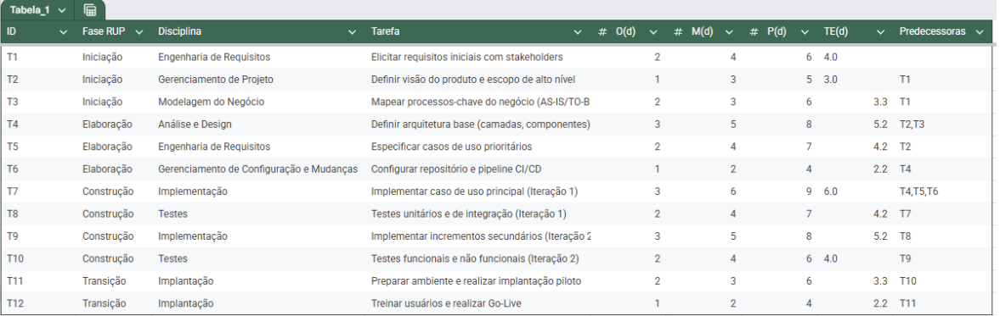 Tabela_1
ID Fase RUP Disciplina Tarefa # O(d) # M(d) # P(d) TE(d) Predecessoras
T1 Iniciação Engenharia de Requisitos Elicitar requisitos iniciais com stakeholders 2 4 6 4.0
T2 Iniciação Gerenciamento de Projeto Definir visão do produto e escopo de alto nível 1 3 5 3.0 T1
T3 Iniciação Modelagem do Negócio Mapear processos-chave do negócio (AS-IS/TO-B 2 3 6 3.3 T1
T4 Elaboração Análise e Design Definir arquitetura base (camadas, componentes) 3 5 8 5.2 T2,T3
T5 Elaboração Engenharia de Requisitos Especificar casos de uso prioritários 2 4 7 4.2 T2
T6 Elaboração Gerenciamento de Configuração e Mudanças Configurar repositório e pipeline CI/CD 1 2 4 2.2 T4
T7 Construção Implementação Implementar caso de uso principal (Iteração 1) 3 6 9 6.0 T4,T5,T6
T8 Construção Testes Testes unitários e de integração (Iteração 1) 2 4 7 4.2 T7
T9 Construção Implementação Implementar incrementos secundários (Iteração 2 3 5 8 5.2 T8
T10 Construção Testes Testes funcionais e não funcionais (Iteração 2) 2 4 6 4.0 T9
T11 Transição Implantação Preparar ambiente e realizar implantação piloto 2 3 6 3.3 T10
T12 Transição Implantação Treinar usuários e realizar Go-Live 1 2 4 2.2 T11